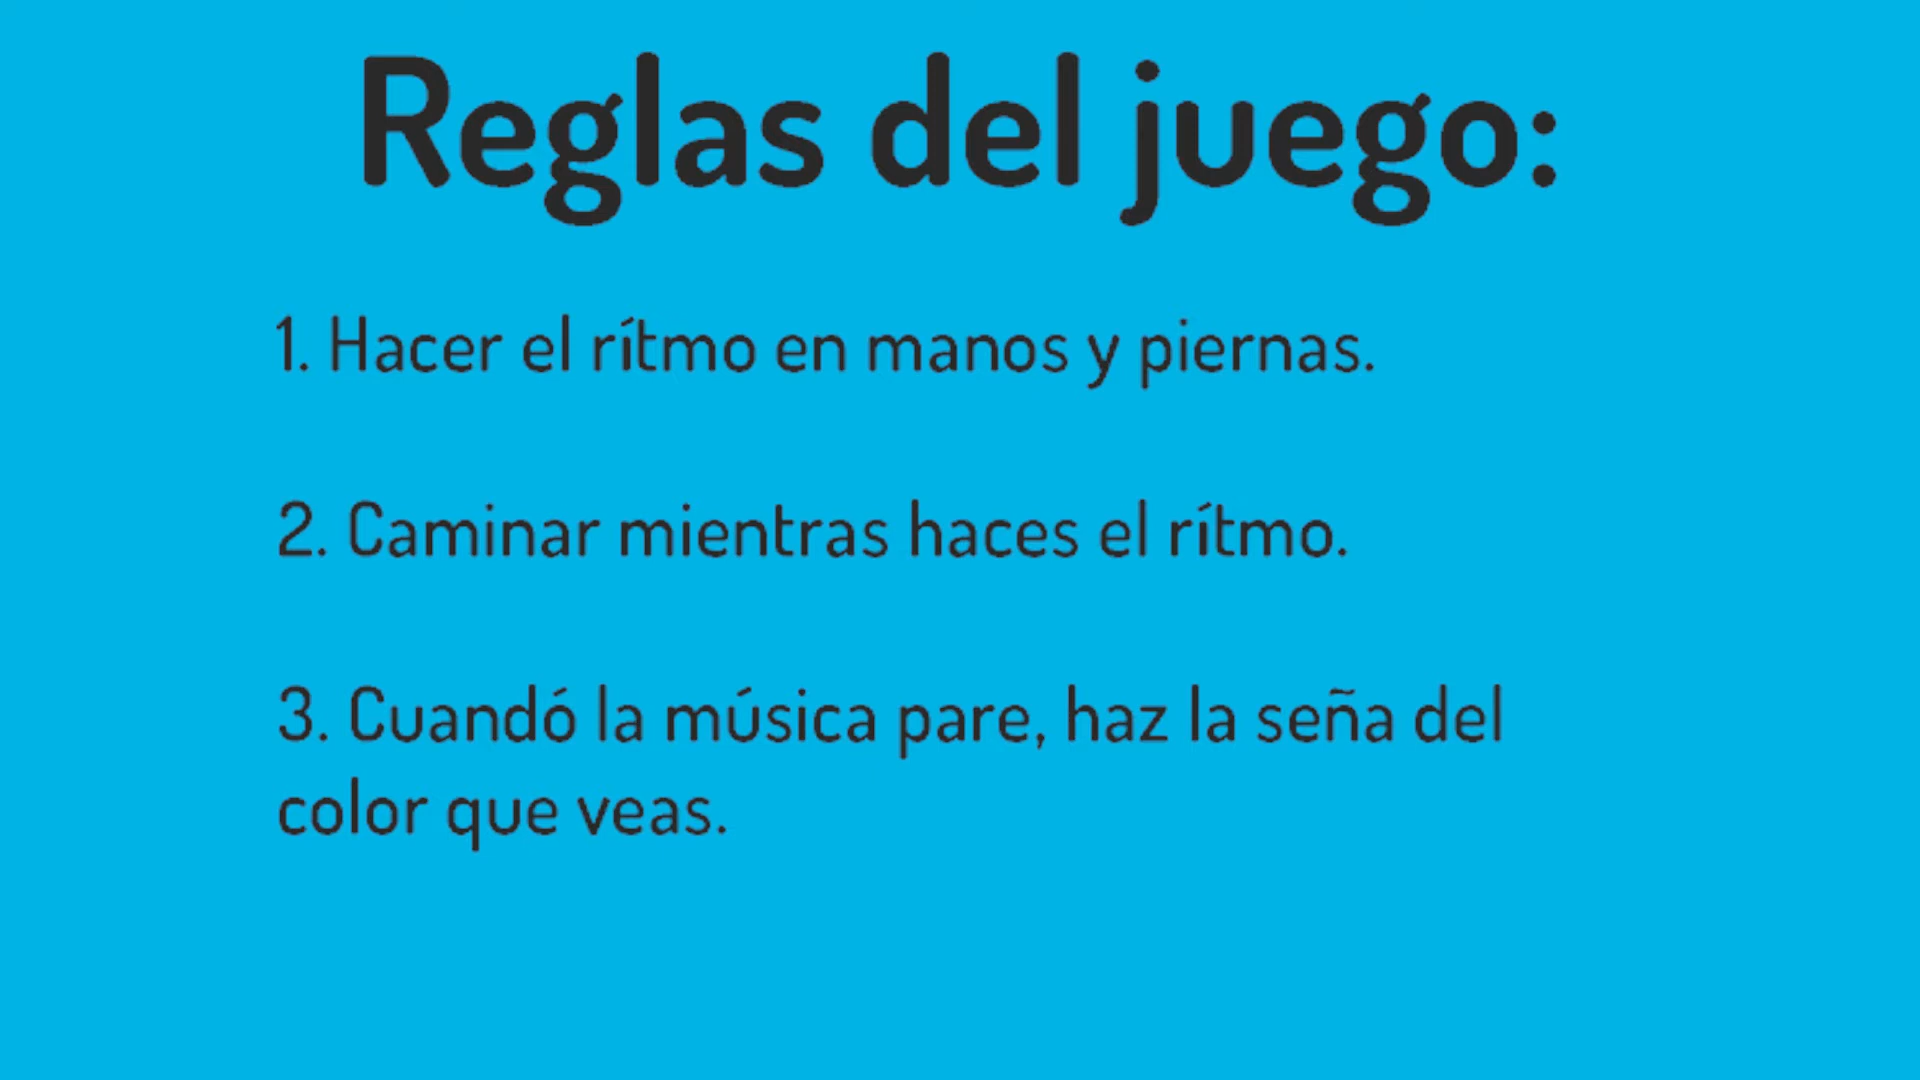 Reglas del juego:
1. Hacer el rítmo en manos y piernas.
2. Caminar mientras haces el rítmo.
3. Cuandó la música pare, haz la seña del
color que veas.